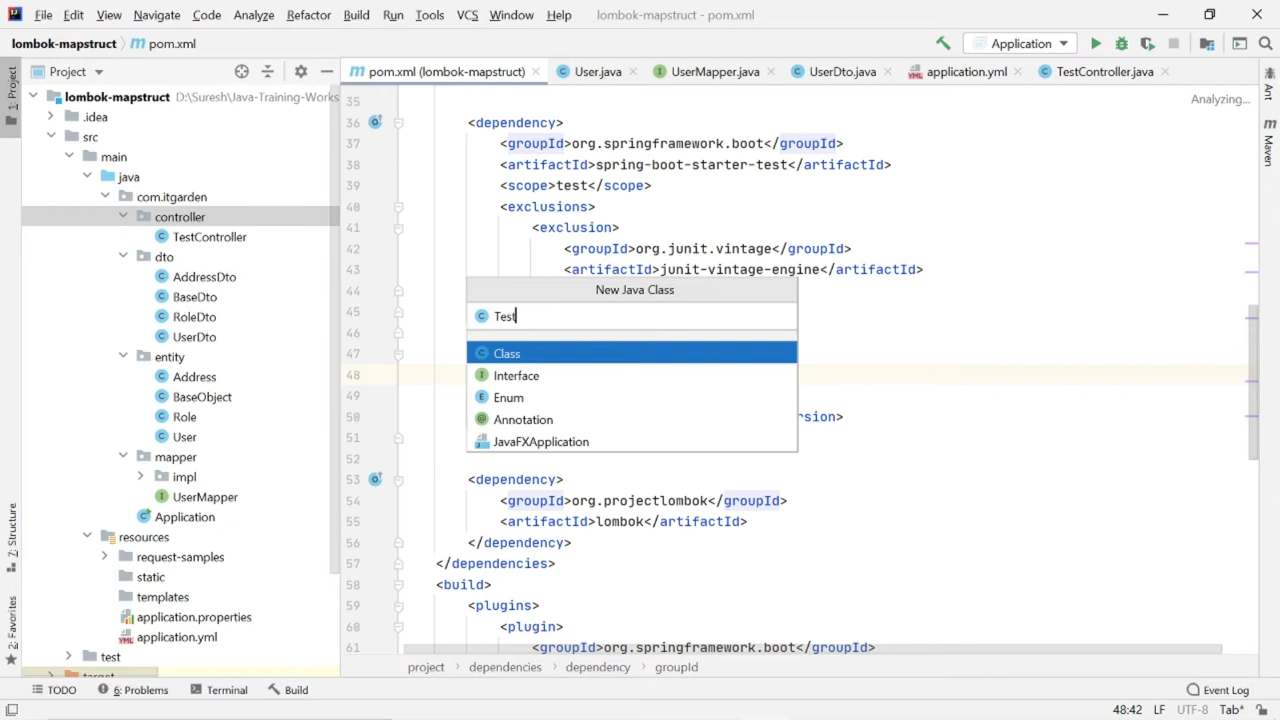 File Edit View Navigate Code Analyze Refactor Build Run Tools VCS Window Help lombok-mapstruct - pom.xml
lombok-mapstruct m pom.xml Application
1: Project
Project
pom.xml (lombok-mapstruct) User.java UserMapper.java UserDto.java application.yml TestController.java
lombok-mapstruct D:\Suresh\Java-Training-Works
.idea
src
main
java
com.itgarden
controller
TestController
dto
AddressDto
BaseDto
RoleDto
UserDto
entity
Address
BaseObject
Role
User
mapper
impl
UserMapper
Application
resources
request-samples
static
templates
application.properties
application.yml
test
Analyzing...
35
36 <dependency>
37 <groupId>org.springframework.boot</groupId>
38 <artifactId>spring-boot-starter-test</artifactId>
39 <scope>test</scope>
40 <exclusions>
41 <exclusion>
42 <groupId>org.junit.vintage</groupId>
43 <artifactId>junit-vintage-engine</artifactId>
44
45
46
47
48
49
50 sion>
51
52
53 <dependency>
54 <groupId>org.projectlombok</groupId>
55 <artifactId>lombok</artifactId>
56 </dependency>
57 </dependencies>
58 <build>
59 <plugins>
60 <plugin>
61 <groupId>org.springframework.boot</groupId>
New Java Class
Test
Class
Interface
Enum
Annotation
JavaFXApplication
project dependencies dependency groupId
Ant
Maven
7: Structure
2: Favorites
TODO 6: Problems Terminal Build Event Log
48:42 LF UTF-8 Tab*